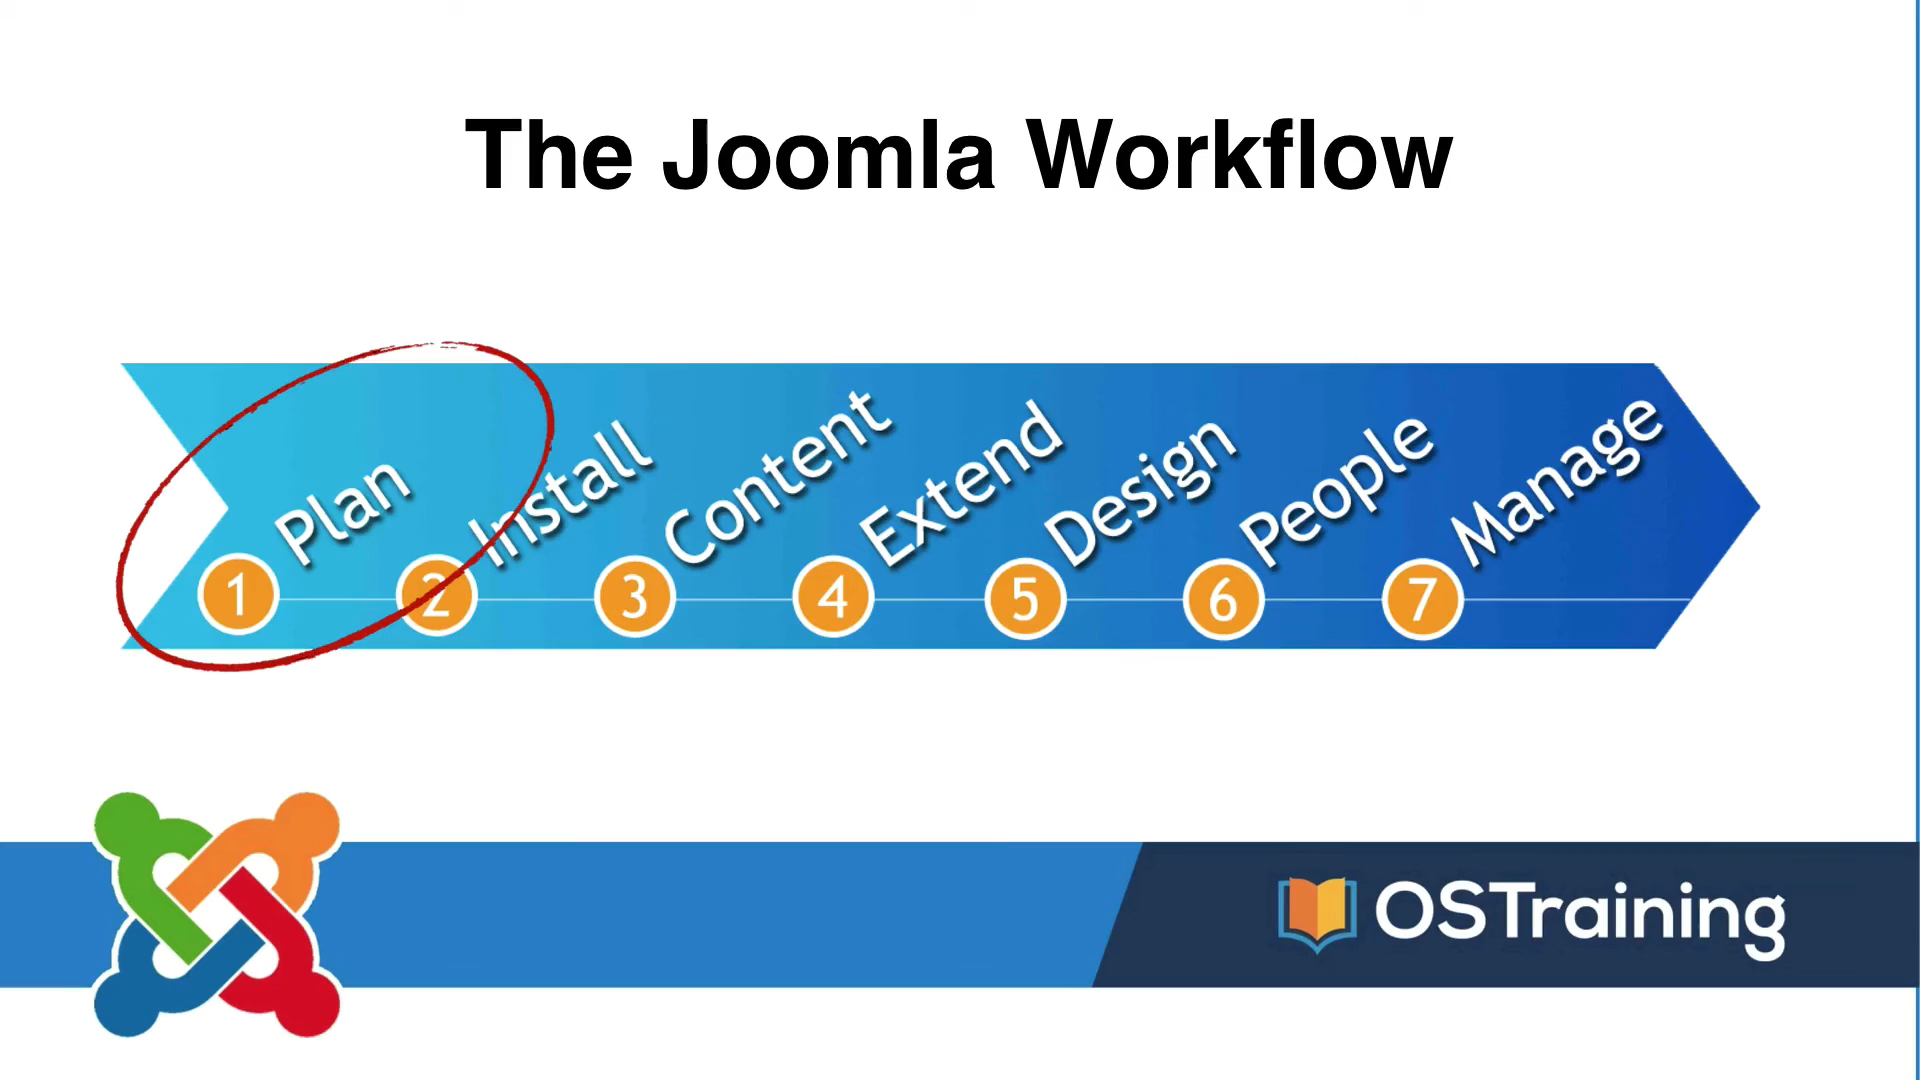 The Joomla Workflow
1 Plan
2 Install
3 Content
4 Extend
5 Design
6 People
7 Manage
OSTraining